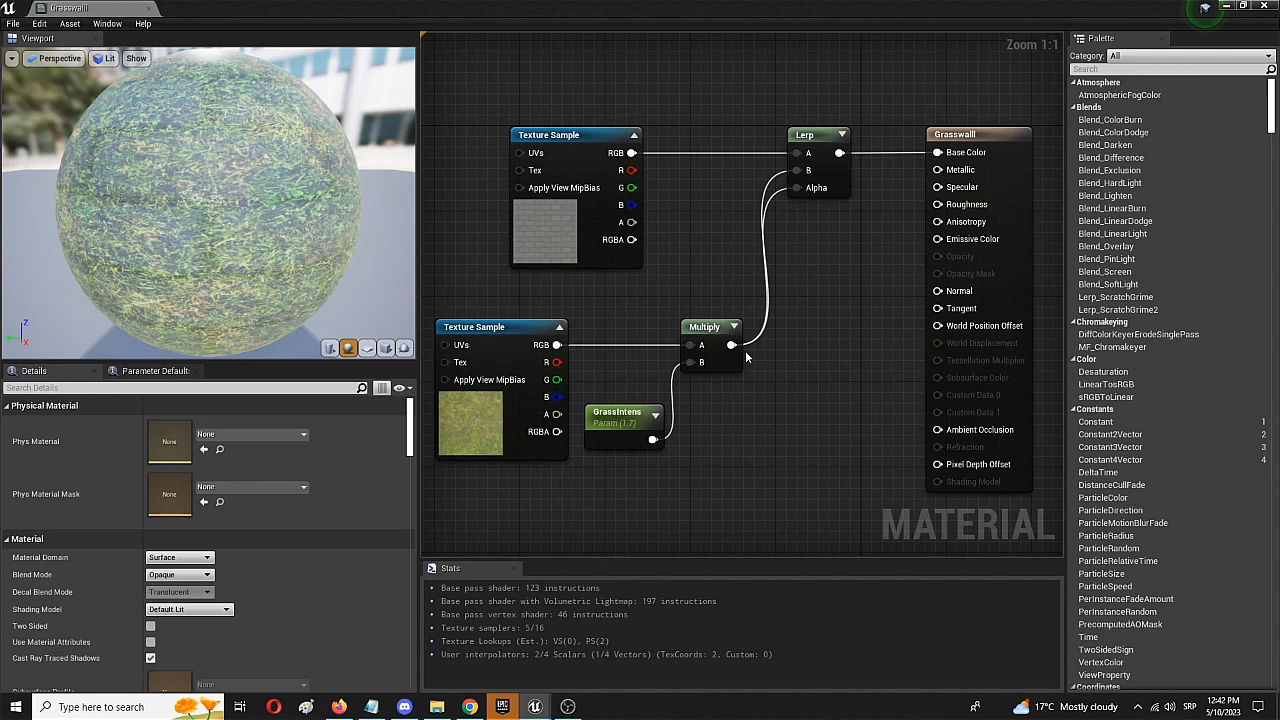 Grasswalll
File Edit Asset Window Help
Viewport
Perspective Lit Show
Details Parameter Default:
Search Details
Physical Material
Phys Material
None
None
Phys Material Mask
None
None
Material
Material Domain
Surface
Blend Mode
Opaque
Decal Blend Mode
Translucent
Shading Model
Default Lit
Two Sided
Use Material Attributes
Cast Ray Traced Shadows
None
Zoom 1:1
Texture Sample
UVs RGB
Tex R
Apply View MipBias G
B
A
RGBA
Lerp
A
B
Alpha
Grasswalll
Base Color
Metallic
Specular
Roughness
Anisotropy
Emissive Color
Opacity
Opacity Mask
Normal
Tangent
World Position Offset
World Displacement
Tessellation Multiplier
Subsurface Color
Custom Data 0
Custom Data 1
Ambient Occlusion
Refraction
Pixel Depth Offset
Shading Model
Texture Sample
UVs RGB
Tex R
Apply View MipBias G
B
A
RGBA
Multiply
A
B
GrassIntens
Param (1.7)
MATERIAL
Stats
Base pass shader: 123 instructions
Base pass shader with Volumetric Lightmap: 197 instructions
Base pass vertex shader: 46 instructions
Texture samplers: 5/16
Texture Lookups (Est.): VS(0), PS(2)
User interpolators: 2/4 Scalars (1/4 Vectors) (TexCoords: 2, Custom: 0)
Palette
Category: All
Search
Atmosphere
AtmosphericFogColor
Blends
Blend_ColorBurn
Blend_ColorDodge
Blend_Darken
Blend_Difference
Blend_Exclusion
Blend_HardLight
Blend_Lighten
Blend_LinearBurn
Blend_LinearDodge
Blend_LinearLight
Blend_Overlay
Blend_PinLight
Blend_Screen
Blend_SoftLight
Lerp_ScratchGrime
Lerp_ScratchGrime2
Chromakeying
DiffColorKeyerErodeSinglePass
MF_Chromakeyer
Color
Desaturation
LinearTosRGB
sRGBToLinear
Constants
Constant 1
Constant2Vector 2
Constant3Vector 3
Constant4Vector 4
DeltaTime
DistanceCullFade
ParticleColor
ParticleDirection
ParticleMotionBlurFade
ParticleRadius
ParticleRandom
ParticleRelativeTime
ParticleSize
ParticleSpeed
PerInstanceFadeAmount
PerInstanceRandom
PrecomputedAOMask
Time
TwoSidedSign
VertexColor
ViewProperty
Coordinates
Type here to search
17°C Mostly cloudy
SRP
12:42 PM
5/10/2023